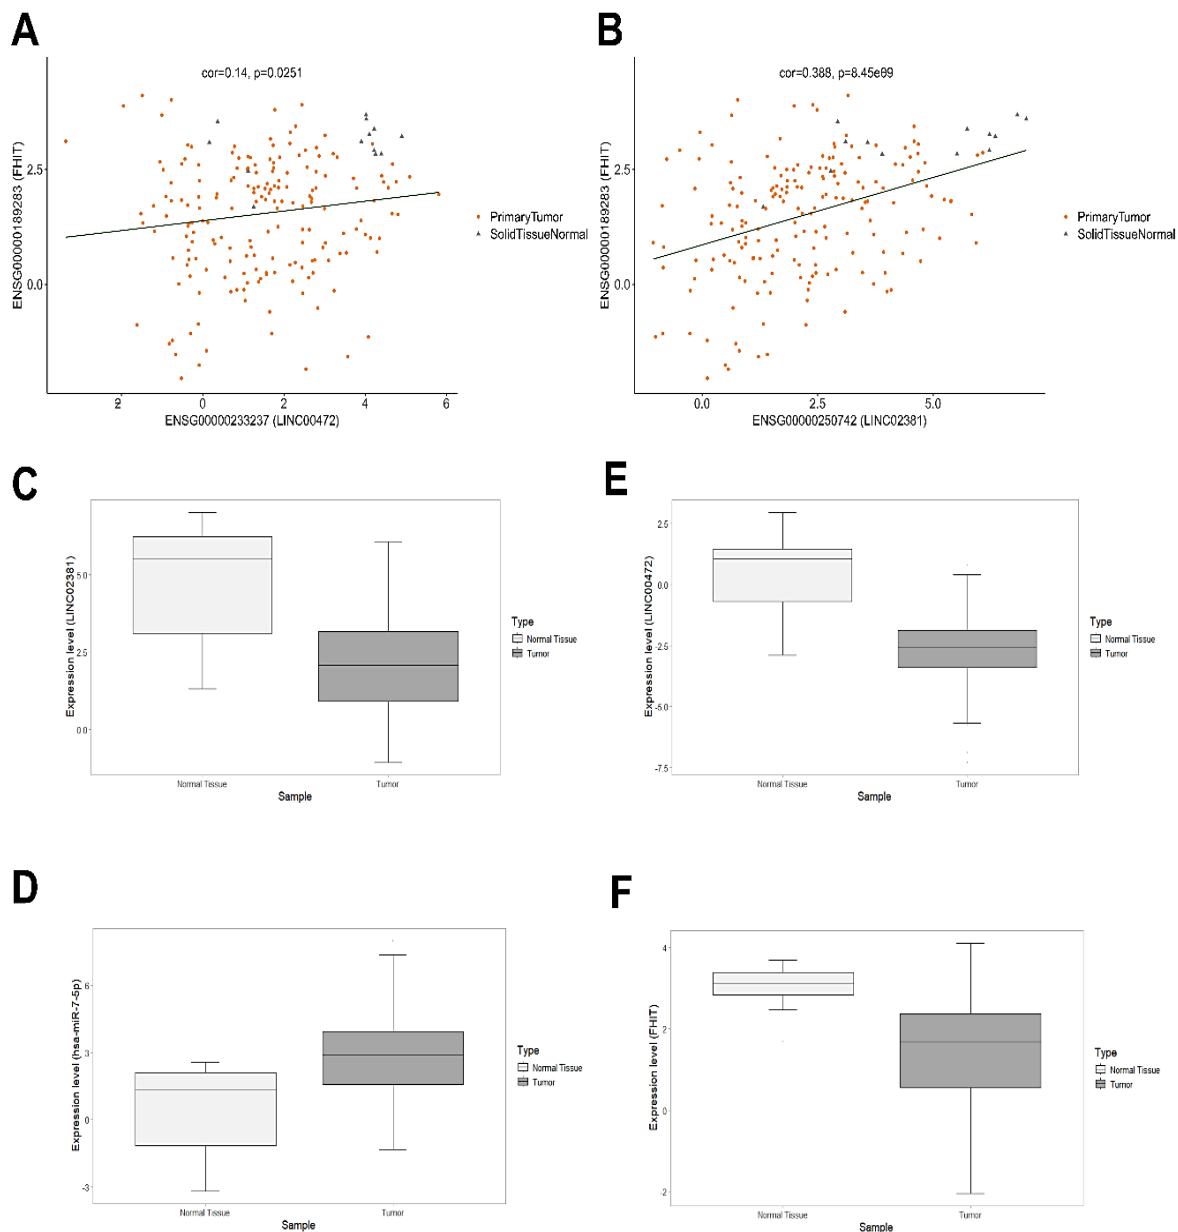 A
cor=0.14, p=0.0251
ENSG00000189283 (FHIT)
2.5
0.0
2
0
2
4
6
ENSG00000233237 (LINC00472)
PrimaryTumor
SolidTissueNormal
B
cor=0.388, p=8.45e09
ENSG00000189283 (FHIT)
2.5
0.0
0.0
2.5
5.0
ENSG00000250742 (LINC02381)
PrimaryTumor
SolidTissueNormal
C
Expression level (LINC02381)
5.0
2.5
0.0
Normal Tissue
Tumor
Sample
Type
Normal Tissue
Tumor
E
Expression level (LINC00472)
2.5
0.0
-2.5
-5.0
-7.5
Normal Tissue
Tumor
Sample
Type
Normal Tissue
Tumor
D
Expression level (hsa-miR-7-5p)
6
3
0
-3
Normal Tissue
Tumor
Sample
Type
Normal Tissue
Tumor
F
Expression level (FHIT)
4
2
0
-2
Normal Tissue
Tumor
Sample
Type
Normal Tissue
Tumor